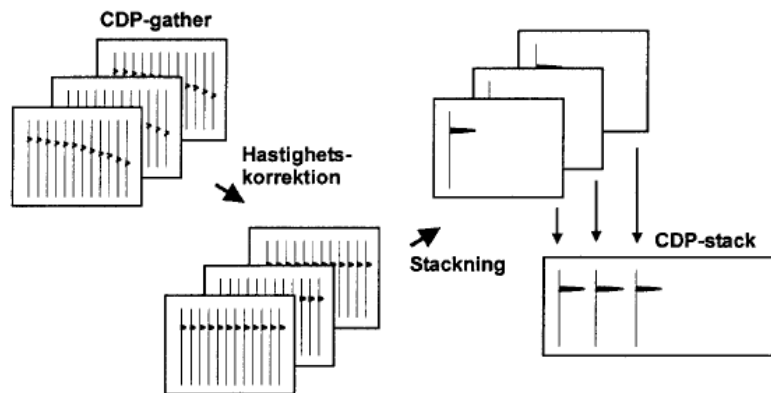 CDP-gather
Hastighets-
korrektion
Stackning
CDP-stack